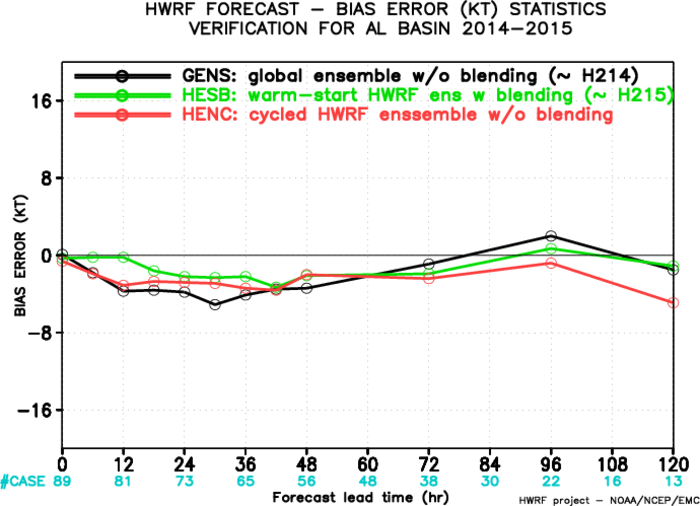 HWRF FORECAST – BIAS ERROR (KT) STATISTICS
VERIFICATION FOR AL BASIN 2014–2015
GENS: global ensemble w/o blending (~ H214)
HESB: warm–start HWRF ens w blending (~ H215)
HENC: cycled HWRF enssemble w/o blending
16
8
0
–8
–16
BIAS ERROR (KT)
0 12 24 36 48 60 72 84 96 108 120
#CASE 89 81 73 65 56 48 38 30 22 16 13
Forecast lead time (hr)
HWRF project – NOAA/NCEP/EMC